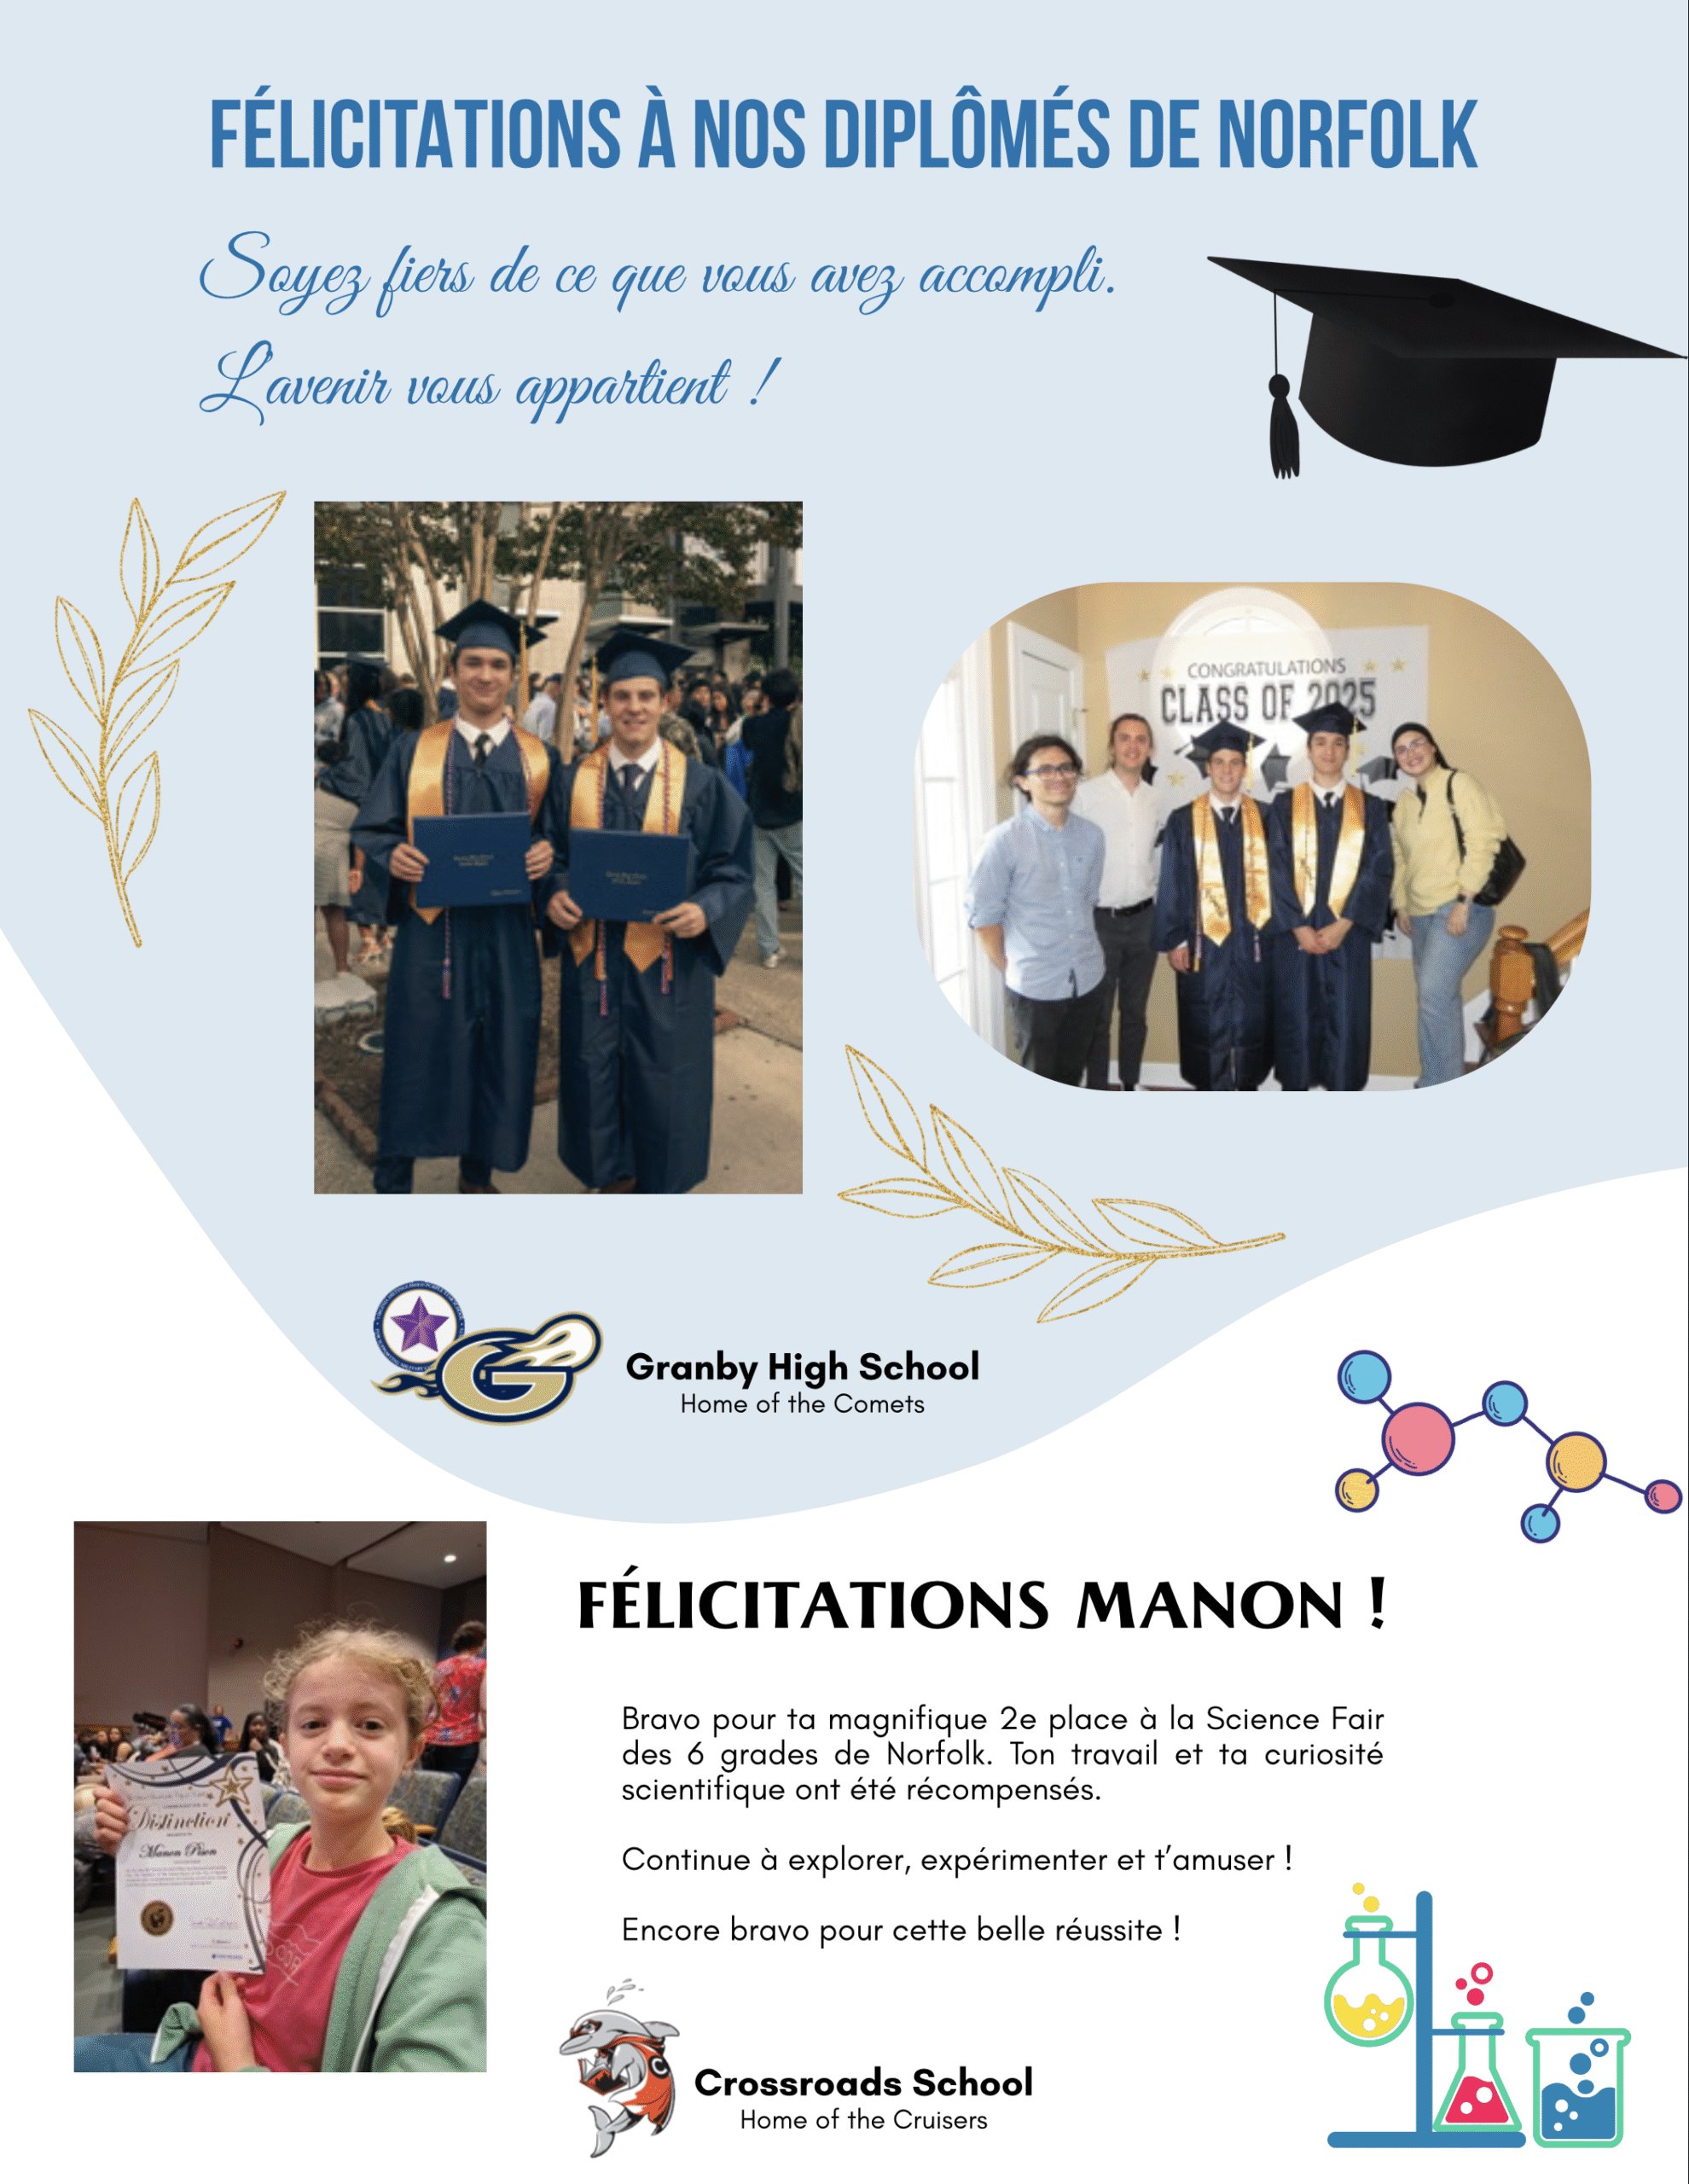 FÉLICITATIONS À NOS DIPLÔMÉS DE NORFOLK
Soyez fiers de ce que vous avez accompli.
L'avenir vous appartient !
CONGRATULATIONS
CLASS OF 2025
G
Granby High School
Home of the Comets
FÉLICITATIONS MANON !
Bravo pour ta magnifique 2e place à la Science Fair
des 6 grades de Norfolk. Ton travail et ta curiosité
scientifique ont été récompensés.
Continue à explorer, expérimenter et t’amuser !
Encore bravo pour cette belle réussite !
Distinction
Manon Pison
C
Crossroads School
Home of the Cruisers